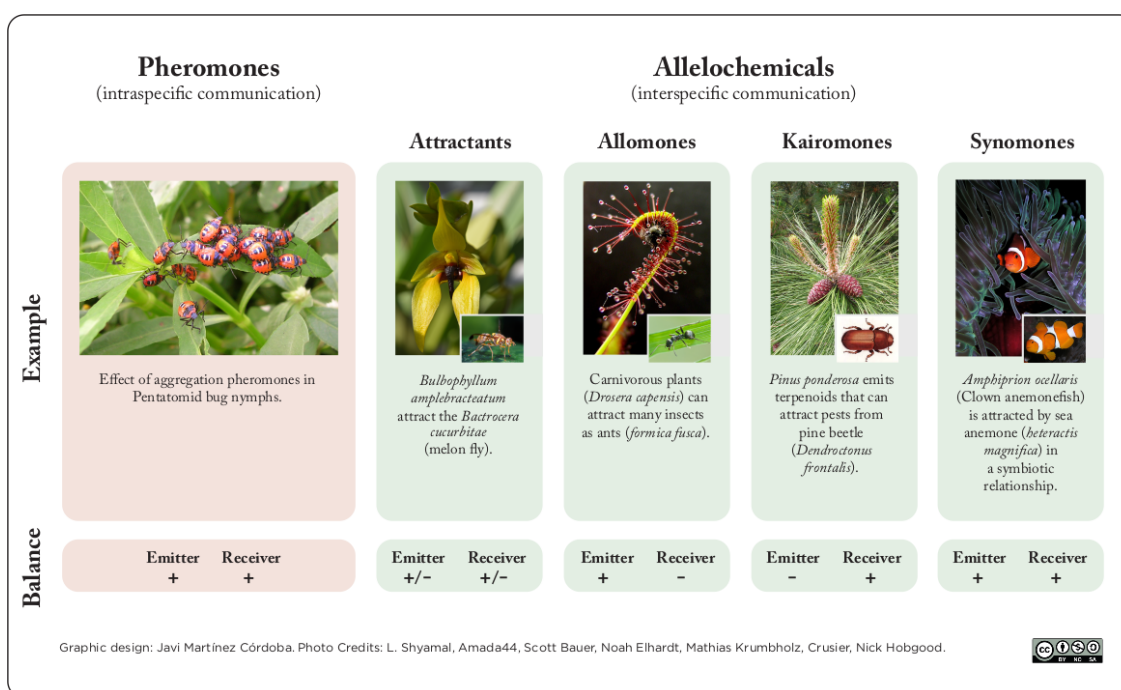 Pheromones
(intraspecific communication)
Allelochemicals
(interspecific communication)
Attractants
Allomones
Kairomones
Synomones
Example
Effect of aggregation pheromones in
Pentatomid bug nymphs.
Bulbophyllum
amplebracteatum
attract the Bactrocera
cucurbitae
(melon fly).
Carnivorous plants
(Drosera capensis) can
attract many insects
as ants (formica fusca).
Pinus ponderosa emits
terpenoids that can
attract pests from
pine beetle
(Dendroctonus
frontalis).
Amphiprion ocellaris
(Clown anemonefish)
is attracted by sea
anemone (heteractis
magnifica) in
a symbiotic
relationship.
Balance
Emitter Receiver
+ +
Emitter Receiver
+/– +/–
Emitter Receiver
+ –
Emitter Receiver
– +
Emitter Receiver
+ +
Graphic design: Javi Martínez Córdoba. Photo Credits: L. Shyamal, Amada44, Scott Bauer, Noah Elhardt, Mathias Krumbholz, Crusier, Nick Hobgood.
cc
BY NC SA